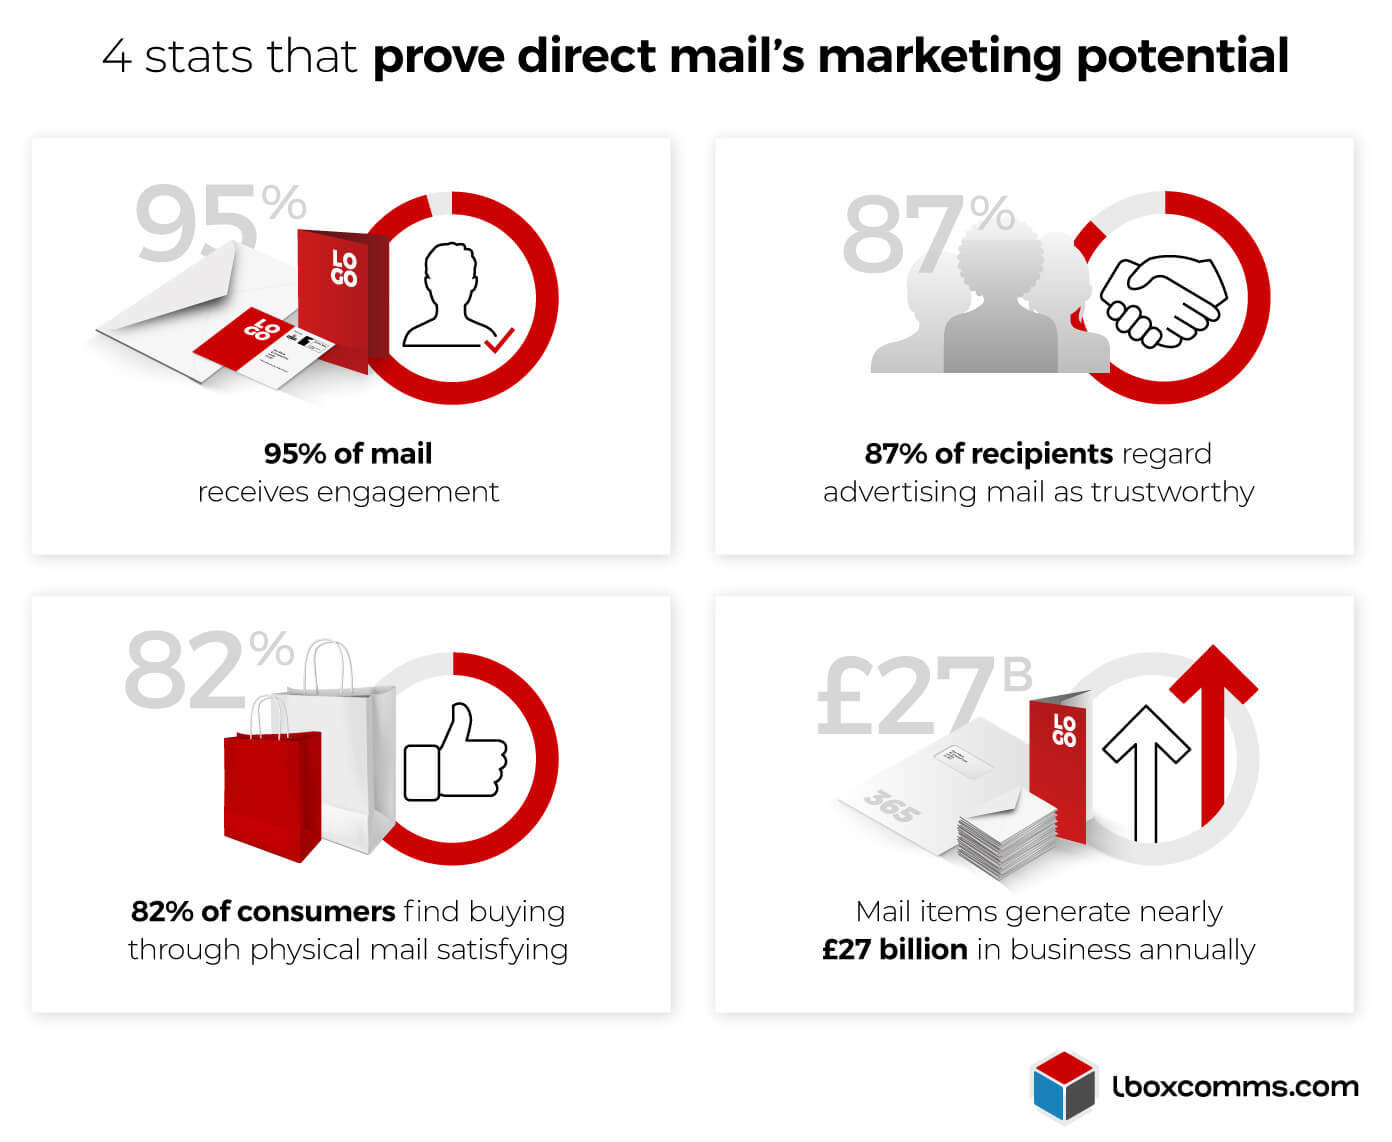 4 stats that prove direct mail's marketing potential
95%
LO
GO
LO
GO
95% of mail
receives engagement
87%
87% of recipients regard
advertising mail as trustworthy
82%
82% of consumers find buying
through physical mail satisfying
£27B
LO
GO
365
Mail items generate nearly
£27 billion in business annually
lboxcomms.com